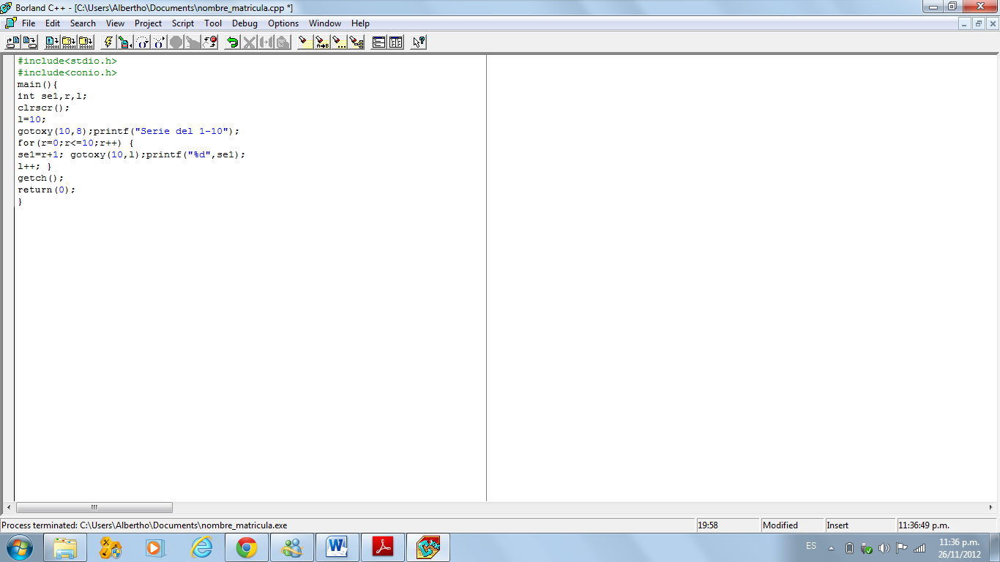 Borland C++ - [C:\Users\Albertho\Documents\nombre_matricula.cpp *]
File Edit Search View Project Script Tool Debug Options Window Help
#include<stdio.h>
#include<conio.h>
main(){
int se1,r,l;
clrscr();
l=10;
gotoxy(10,8);printf("Serie del 1-10");
for(r=0;r<=10;r++) {
se1=r+1; gotoxy(10,l);printf("%d",se1);
l++; }
getch();
return(0);
}
Process terminated: C:\Users\Albertho\Documents\nombre_matricula.exe 19:58 Modified Insert 11:36:49 p.m.
ES 11:36 p.m.
26/11/2012